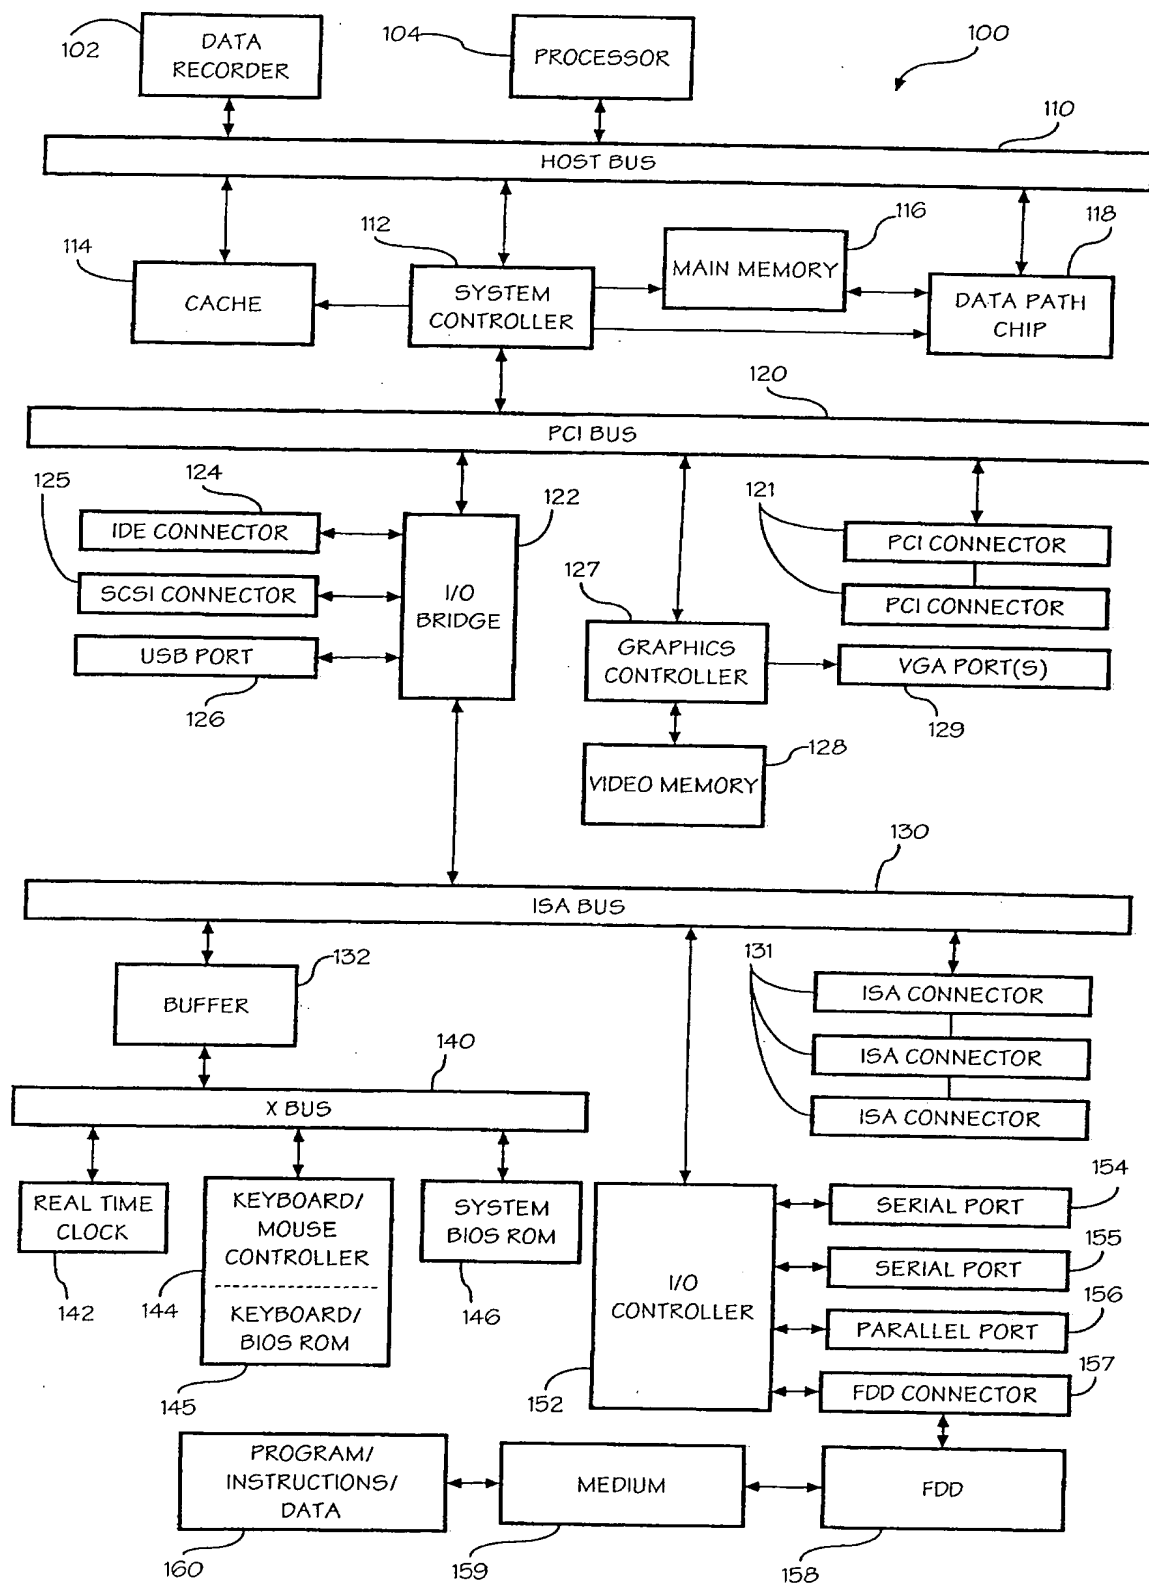 102
DATA
RECORDER
104
PROCESSOR
100
110
HOST BUS
114
CACHE
112
SYSTEM
CONTROLLER
116
MAIN MEMORY
118
DATA PATH
CHIP
120
PCI BUS
125
124
IDE CONNECTOR
SCSI CONNECTOR
USB PORT
126
122
I/O
BRIDGE
127
GRAPHICS
CONTROLLER
121
PCI CONNECTOR
PCI CONNECTOR
VGA PORT(S)
129
128
VIDEO MEMORY
130
ISA BUS
132
BUFFER
131
ISA CONNECTOR
ISA CONNECTOR
ISA CONNECTOR
140
X BUS
REAL TIME
CLOCK
142
KEYBOARD/
MOUSE
CONTROLLER
144
KEYBOARD/
BIOS ROM
145
SYSTEM
BIOS ROM
146
I/O
CONTROLLER
152
154
SERIAL PORT
155
SERIAL PORT
156
PARALLEL PORT
157
FDD CONNECTOR
PROGRAM/
INSTRUCTIONS/
DATA
160
MEDIUM
159
FDD
158